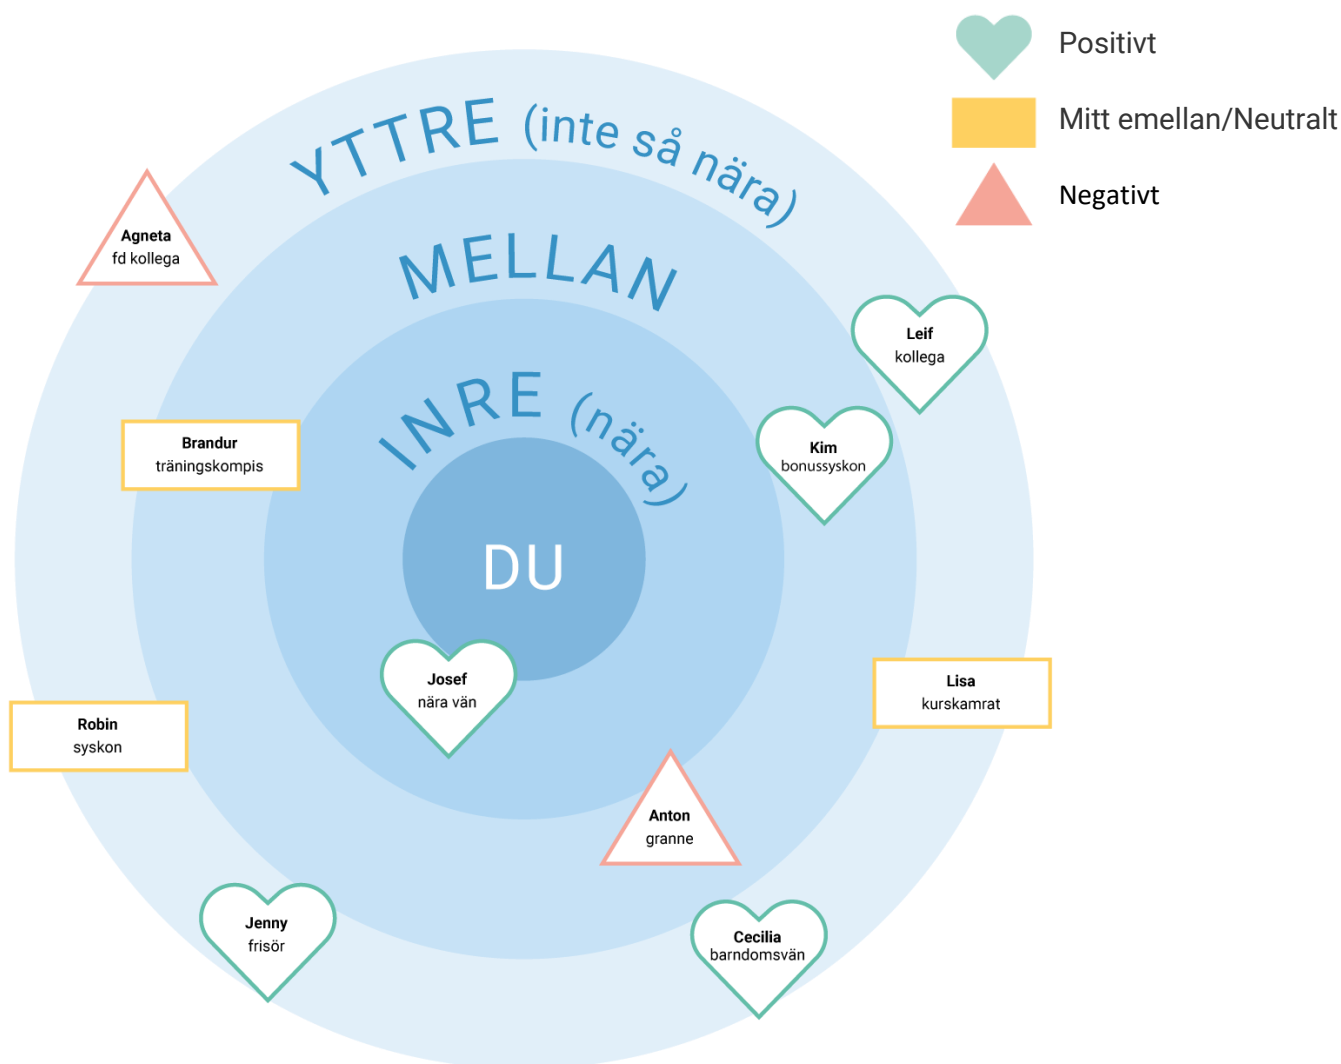 Positivt
Mitt emellan/Neutralt
Negativt
YTTRE (inte så nära)
MELLAN
INRE (nära)
DU
Agneta
fd kollega
Leif
kollega
Brandur
träningskompis
Kim
bonussyskon
Josef
nära vän
Lisa
kurskamrat
Robin
syskon
Anton
granne
Jenny
frisör
Cecilia
barndomsvän